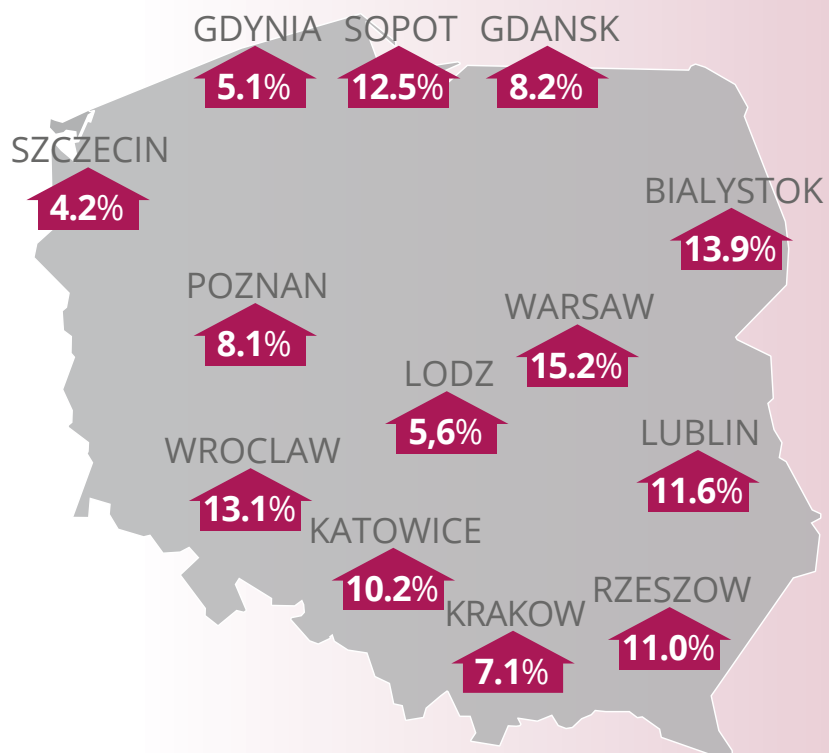 GDYNIA SOPOT GDANSK
5.1% 12.5% 8.2%
SZCZECIN
4.2%
BIALYSTOK
13.9%
POZNAN
8.1%
WARSAW
15.2%
LODZ
5,6%
LUBLIN
11.6%
WROCLAW
13.1%
KATOWICE
10.2%
RZESZOW
11.0%
KRAKOW
7.1%